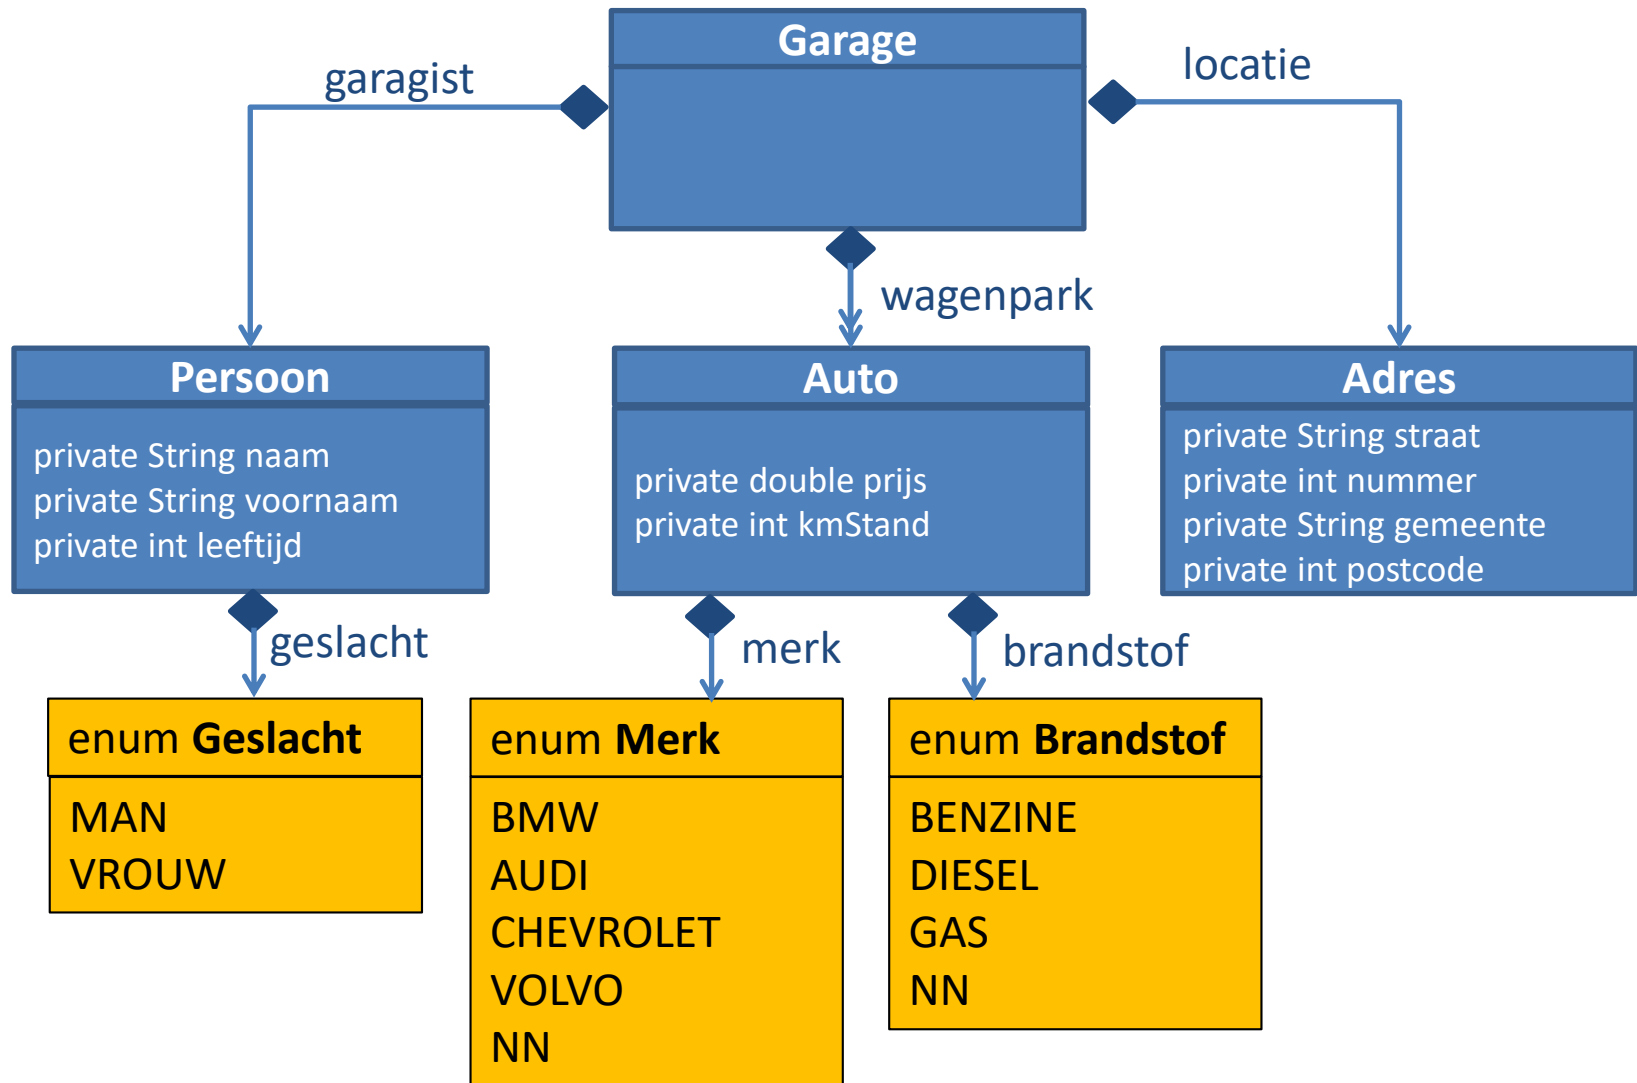 Garage
garagist
locatie
wagenpark
Persoon
private String naam
private String voornaam
private int leeftijd
Auto
private double prijs
private int kmStand
Adres
private String straat
private int nummer
private String gemeente
private int postcode
geslacht
merk
brandstof
enum Geslacht
MAN
VROUW
enum Merk
BMW
AUDI
CHEVROLET
VOLVO
NN
enum Brandstof
BENZINE
DIESEL
GAS
NN